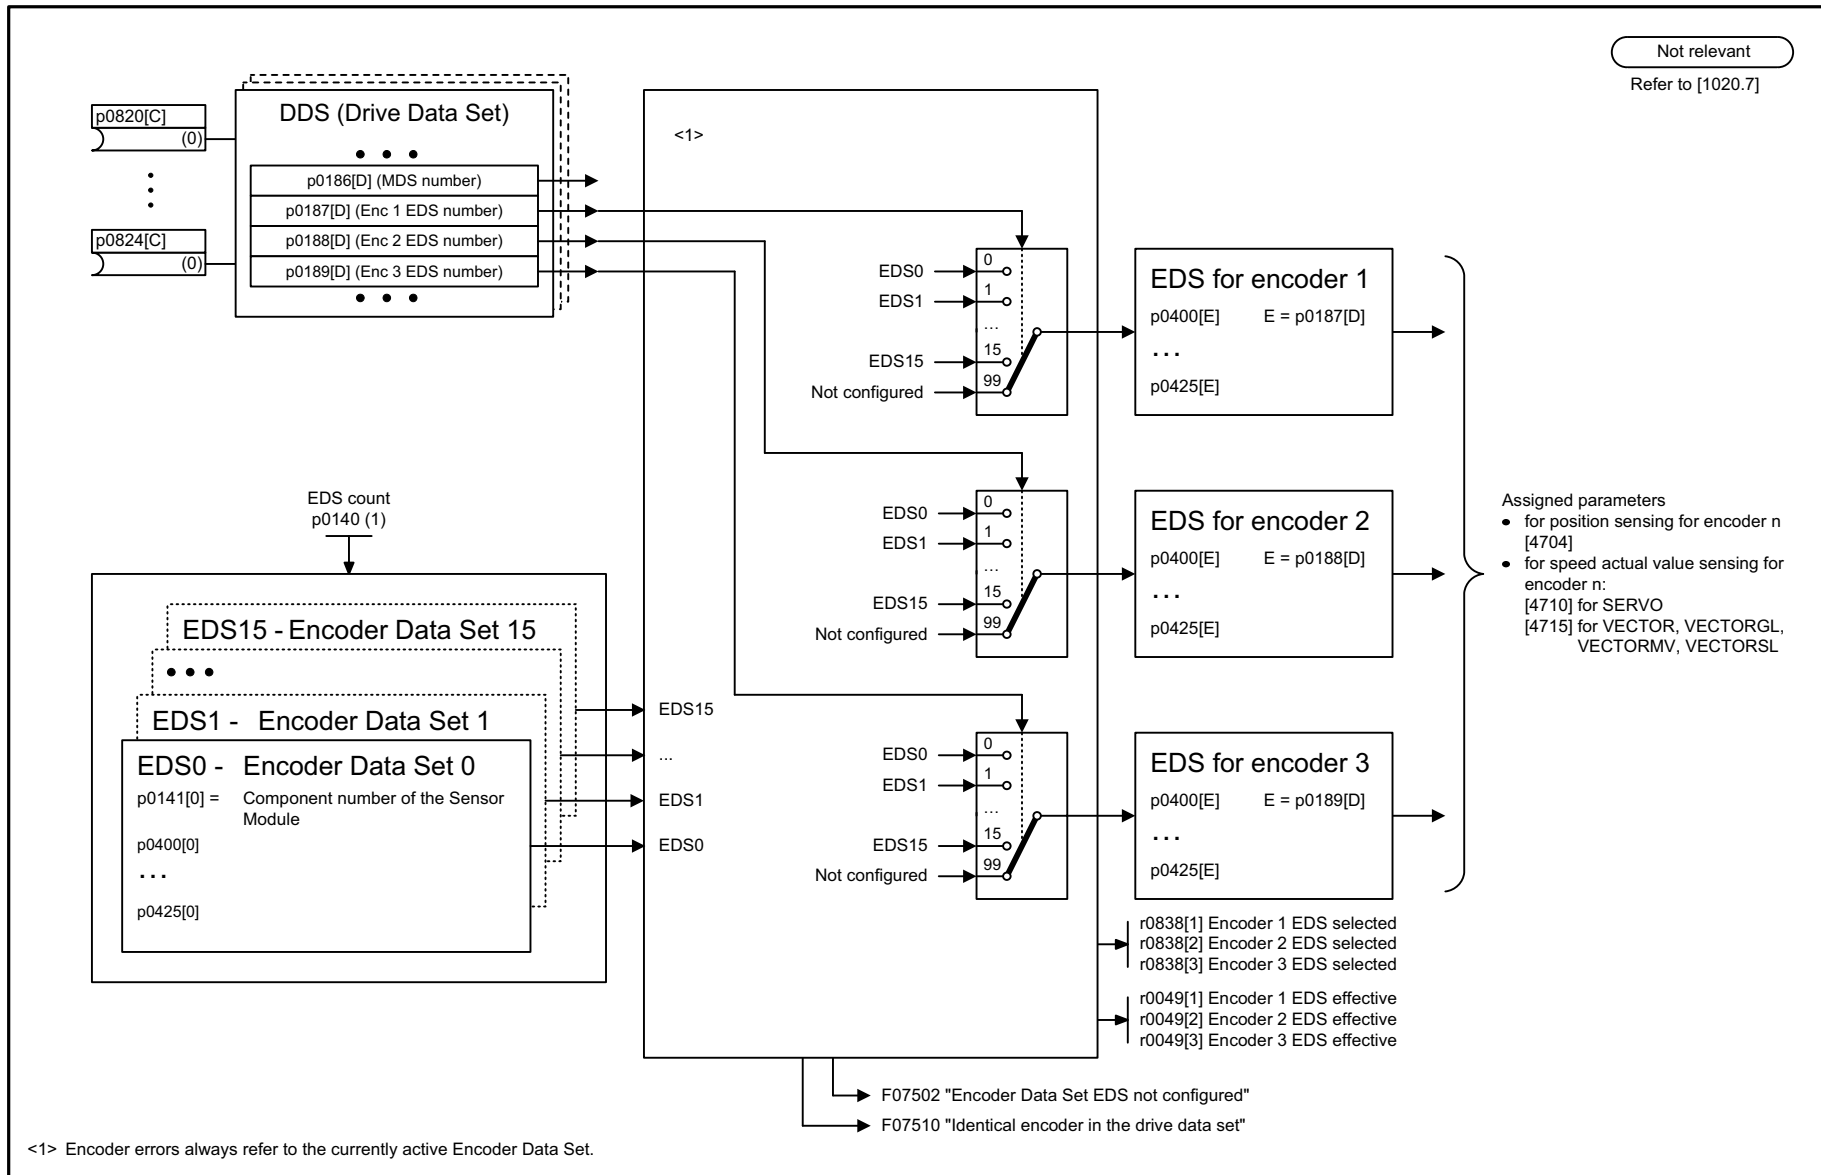 Not relevant
Refer to [1020.7]
p0820[C]
(0)
p0824[C]
(0)
DDS (Drive Data Set)
p0186[D] (MDS number)
p0187[D] (Enc 1 EDS number)
p0188[D] (Enc 2 EDS number)
p0189[D] (Enc 3 EDS number)
<1>
EDS0
0
EDS1
1
...
EDS15
15
Not configured
99
EDS for encoder 1
p0400[E] E = p0187[D]
...
p0425[E]
EDS0
0
EDS1
1
...
EDS15
15
Not configured
99
EDS for encoder 2
p0400[E] E = p0188[D]
...
p0425[E]
EDS0
0
EDS1
1
...
EDS15
15
Not configured
99
EDS for encoder 3
p0400[E] E = p0189[D]
...
p0425[E]
Assigned parameters
• for position sensing for encoder n
[4704]
• for speed actual value sensing for
encoder n:
[4710] for SERVO
[4715] for VECTOR, VECTORGL,
VECTORMV, VECTORSL
EDS count
p0140 (1)
EDS15 - Encoder Data Set 15
EDS1 - Encoder Data Set 1
EDS0 - Encoder Data Set 0
p0141[0] = Component number of the Sensor
Module
p0400[0]
...
p0425[0]
EDS15
...
EDS1
EDS0
r0838[1] Encoder 1 EDS selected
r0838[2] Encoder 2 EDS selected
r0838[3] Encoder 3 EDS selected
r0049[1] Encoder 1 EDS effective
r0049[2] Encoder 2 EDS effective
r0049[3] Encoder 3 EDS effective
F07502 "Encoder Data Set EDS not configured"
F07510 "Identical encoder in the drive data set"
<1> Encoder errors always refer to the currently active Encoder Data Set.